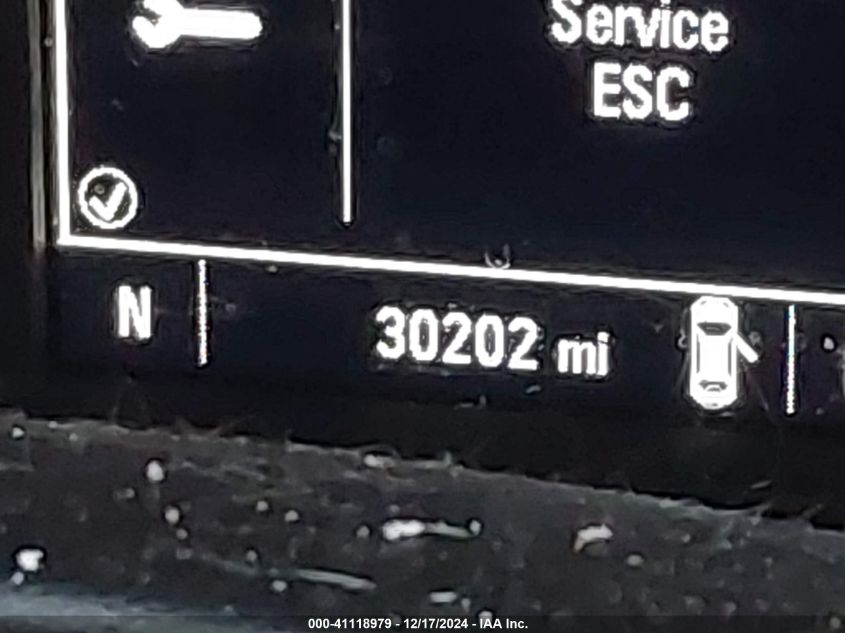 Service
ESC
N 30202 mi
000-41118979 - 12/17/2024 - IAA Inc.